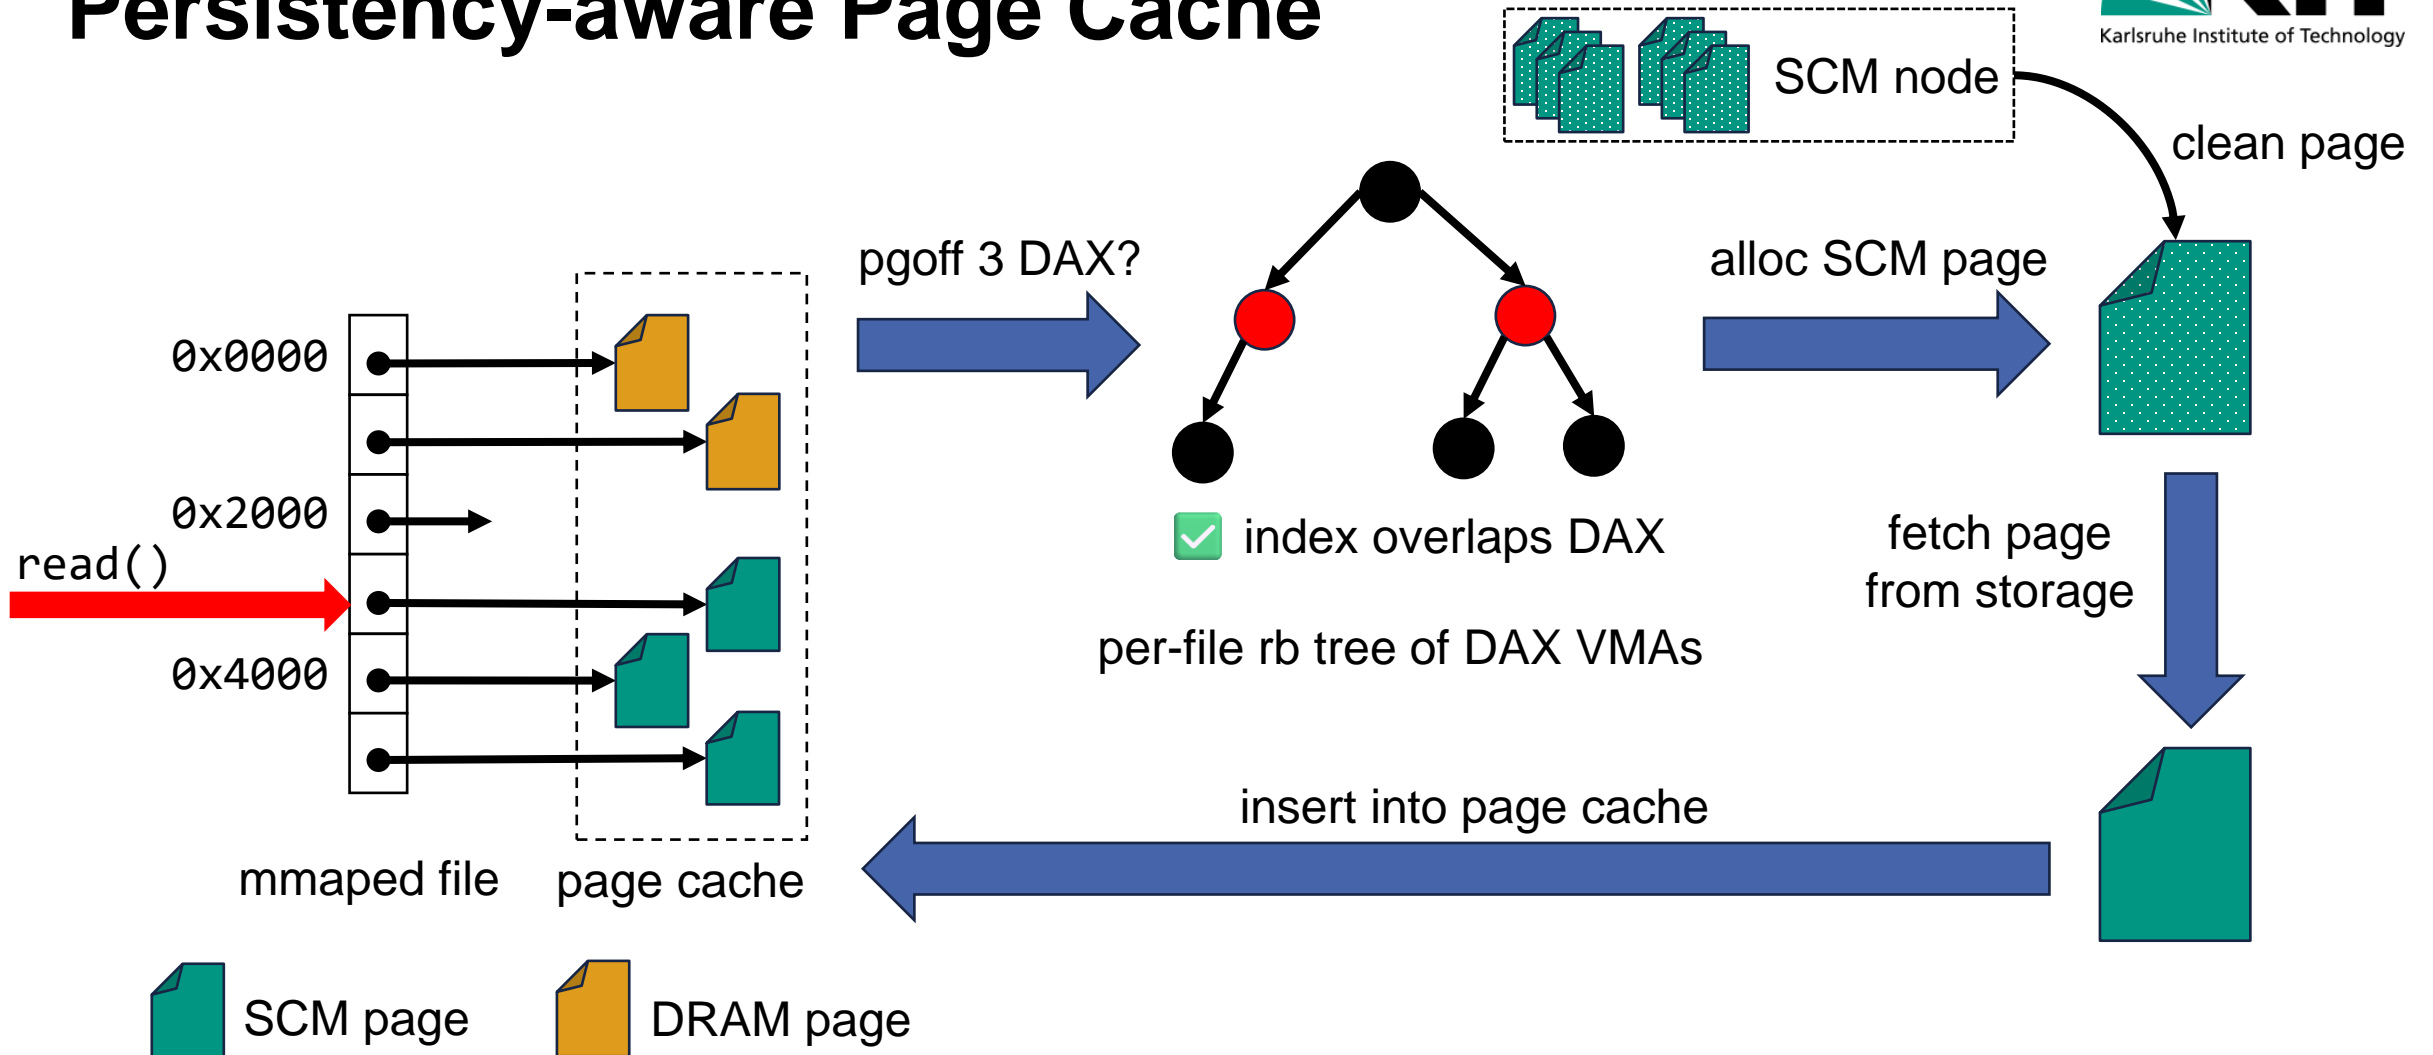 Persistency-aware Page Cache
Karlsruhe Institute of Technology
SCM node
clean page
pgoff 3 DAX?
alloc SCM page
0x0000
0x2000
read()
0x4000
index overlaps DAX
fetch page
from storage
per-file rb tree of DAX VMAs
insert into page cache
mmaped file
page cache
SCM page
DRAM page